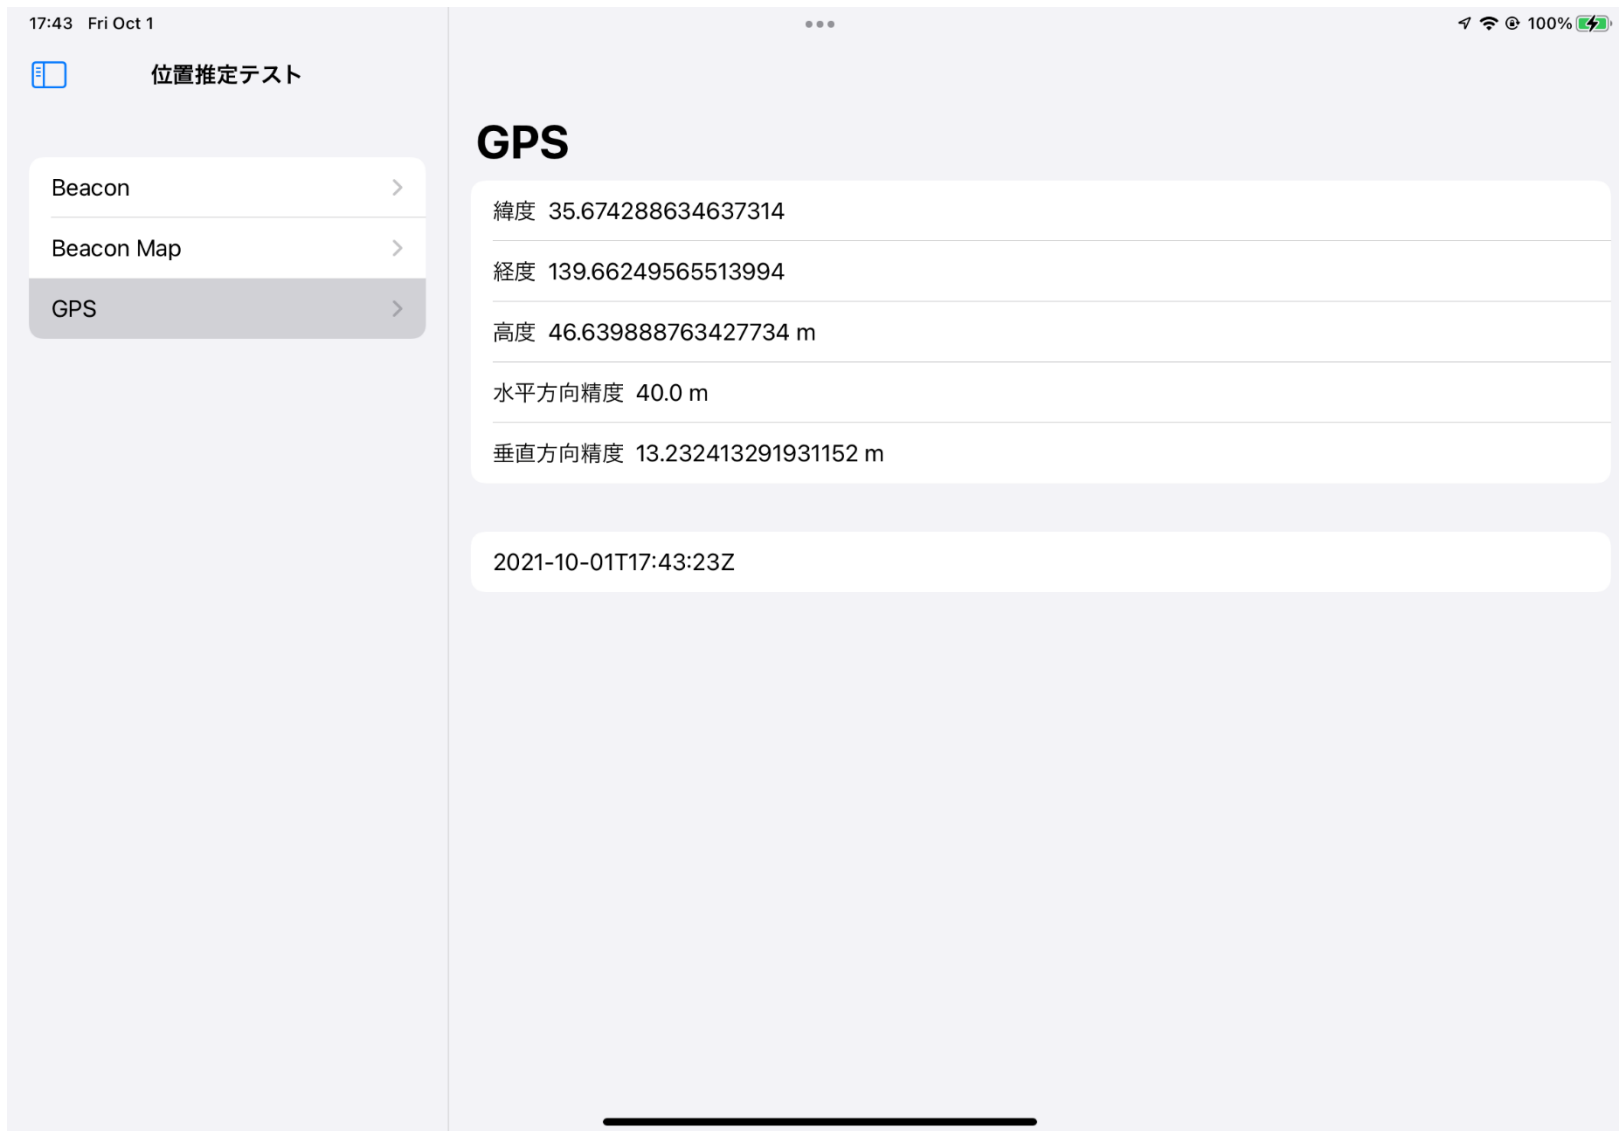 17:43 Fri Oct 1
100%
位置推定テスト
Beacon
Beacon Map
GPS
GPS
緯度 35.674288634637314
経度 139.66249565513994
高度 46.639888763427734 m
水平方向精度 40.0 m
垂直方向精度 13.232413291931152 m
2021-10-01T17:43:23Z